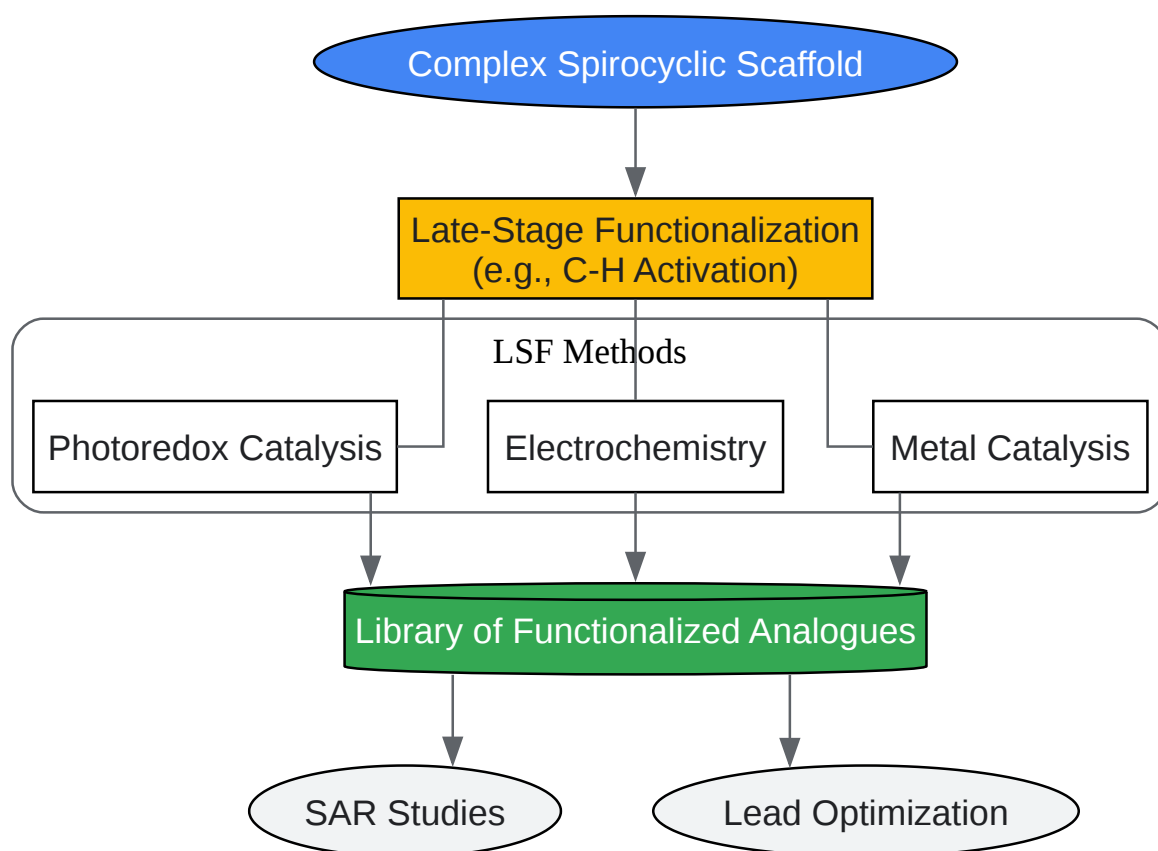 Complex Spirocyclic Scaffold
Late-Stage Functionalization
(e.g., C-H Activation)
LSF Methods
Photoredox Catalysis
Electrochemistry
Metal Catalysis
Library of Functionalized Analogues
SAR Studies
Lead Optimization